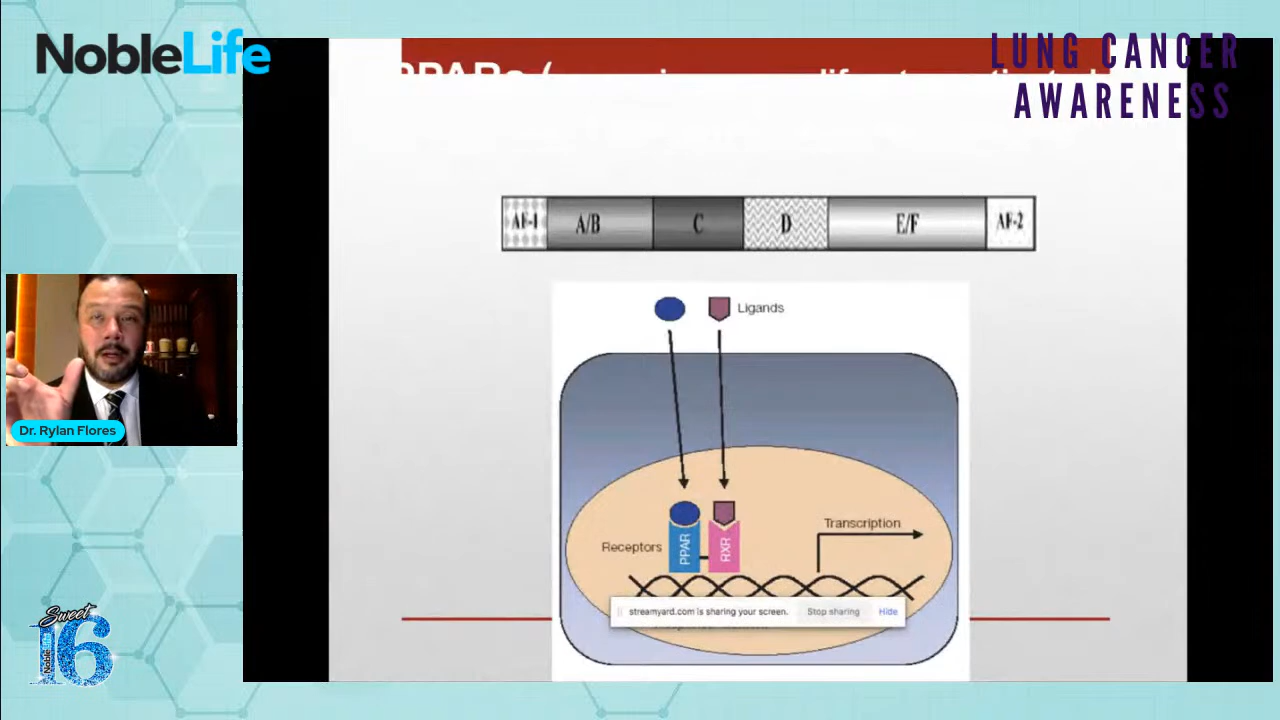 NobleLife
LUNG CANCER
AWARENESS
PPARs (
AF-1 A/B C D E/F AF-2
Ligands
Transcription
Receptors
PPAR
RXR
streamyard.com is sharing your screen. Stop sharing Hide
Dr. Rylan Flores
Sweet
16
NobleLife